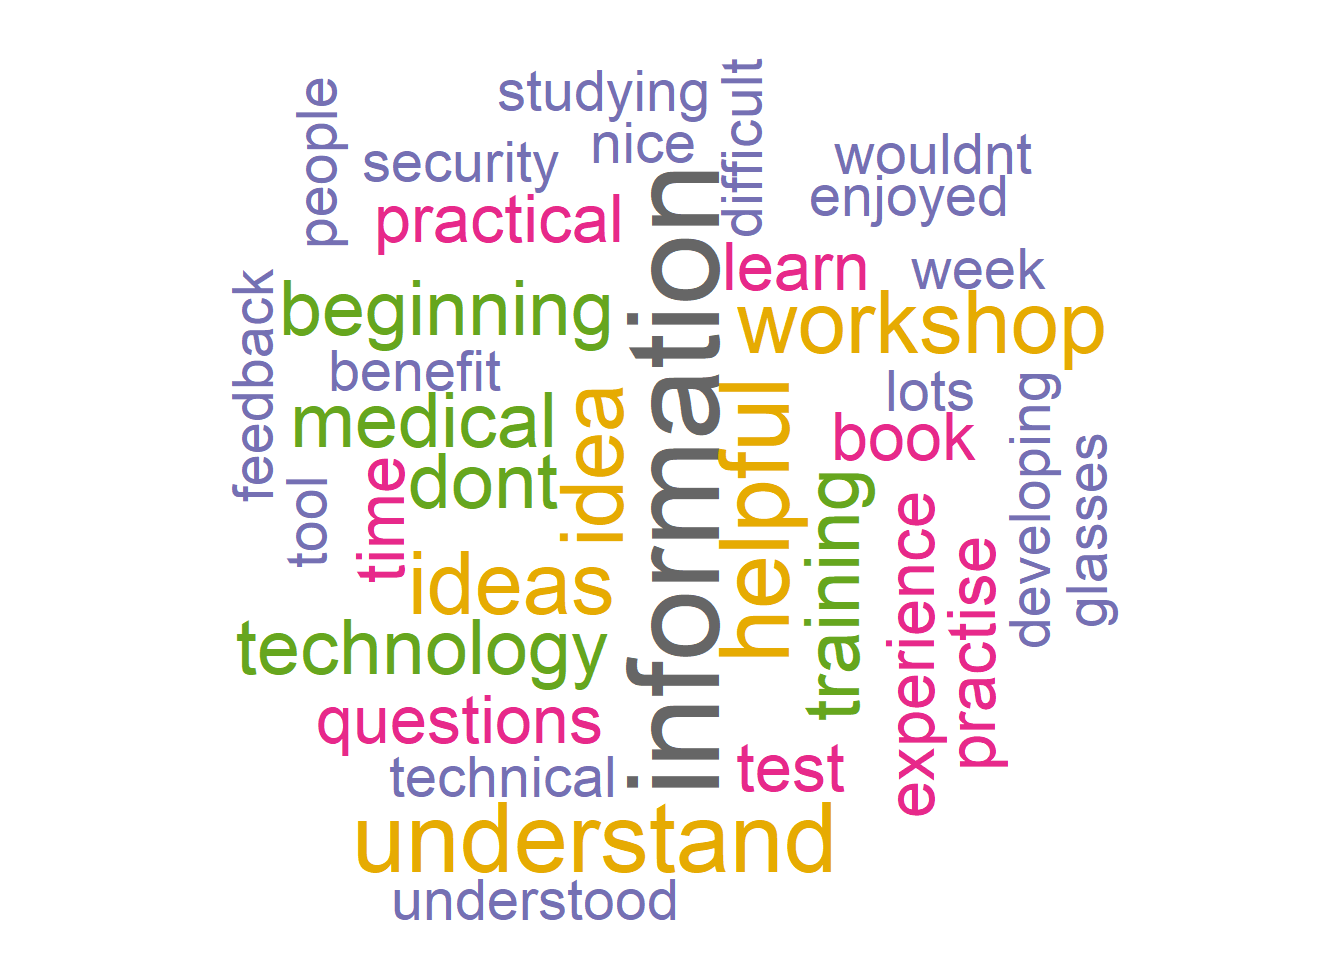 studying
difficult
people
nice
wouldnt
security
enjoyed
practical
information
learn
week
feedback
beginning
workshop
benefit
lots
medical
idea
helpful
book
developing
dont
time
tool
training
glasses
ideas
experience
practise
technology
questions
technical
test
understand
understood